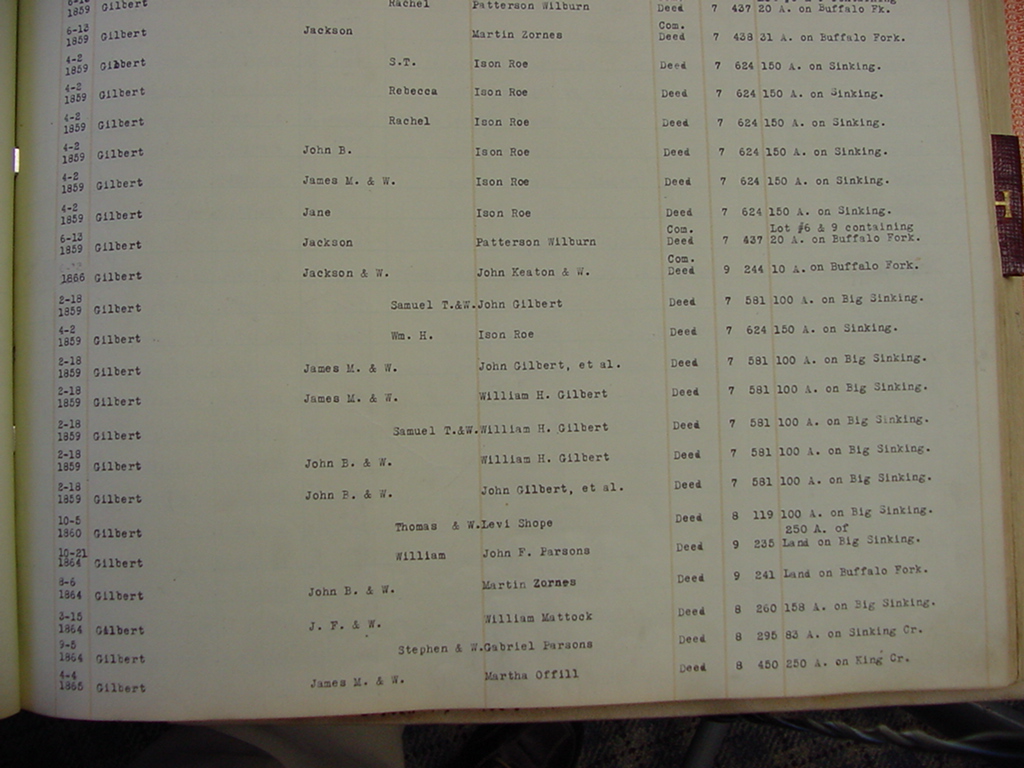 1859 Gilbert Rachel Patterson Wilburn Deed 7 437 20 A. on Buffalo Fk.
6-13 Com.
1859 Gilbert Jackson Martin Zornes Deed 7 438 31 A. on Buffalo Fork.
4-2
1859 Gilbert S.T. Ison Roe Deed 7 624 150 A. on Sinking.
4-2
1859 Gilbert Rebecca Ison Roe Deed 7 624 150 A. on Sinking.
4-2
1859 Gilbert Rachel Ison Roe Deed 7 624 150 A. on Sinking.
4-2
1859 Gilbert John B. Ison Roe Deed 7 624 150 A. on Sinking.
4-2
1859 Gilbert James M. & W. Ison Roe Deed 7 624 150 A. on Sinking.
4-2
1859 Gilbert Jane Ison Roe Deed 7 624 150 A. on Sinking.
6-13 Com. Lot #6 & 9 containing
1859 Gilbert Jackson Patterson Wilburn Deed 7 437 20 A. on Buffalo Fork.
Com.
1866 Gilbert Jackson & W. John Keaton & W. Deed 9 244 10 A. on Buffalo Fork.
2-18
1859 Gilbert Samuel T.&W. John Gilbert Deed 7 581 100 A. on Big Sinking.
4-2
1859 Gilbert Wm. H. Ison Roe Deed 7 624 150 A. on Sinking.
2-18
1859 Gilbert James M. & W. John Gilbert, et al. Deed 7 581 100 A. on Big Sinking.
2-18
1859 Gilbert James M. & W. William H. Gilbert Deed 7 581 100 A. on Big Sinking.
2-18
1859 Gilbert Samuel T.&W. William H. Gilbert Deed 7 581 100 A. on Big Sinking.
2-18
1859 Gilbert John B. & W. William H. Gilbert Deed 7 581 100 A. on Big Sinking.
2-18
1859 Gilbert John B. & W. John Gilbert, et al. Deed 7 581 100 A. on Big Sinking.
10-5
1860 Gilbert Thomas & W. Levi Shope Deed 8 119 100 A. on Big Sinking.
10-21 250 A. of
1864 Gilbert William John F. Parsons Deed 9 235 Land on Big Sinking.
8-6
1864 Gilbert John B. & W. Martin Zornes Deed 9 241 Land on Buffalo Fork.
3-15
1864 Gilbert J. F. & W. William Mattock Deed 8 260 158 A. on Big Sinking.
9-5
1864 Gilbert Stephen & W. Gabriel Parsons Deed 8 295 83 A. on Sinking Cr.
4-4
1865 Gilbert James M. & W. Martha Offill Deed 8 450 250 A. on King Cr.
H